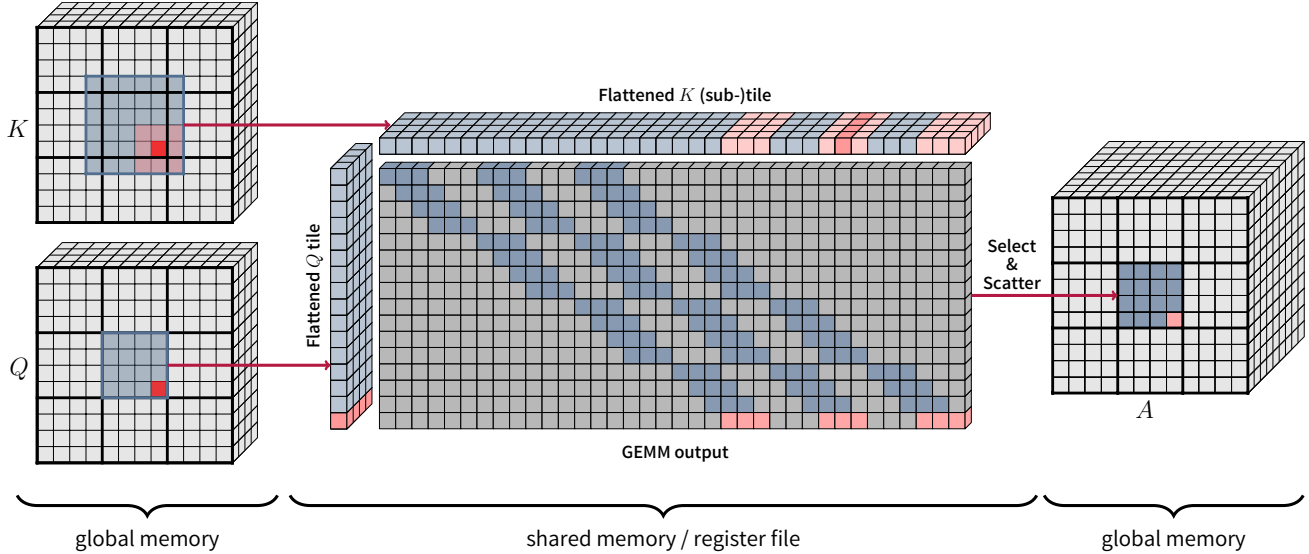 K
Flattened K (sub-)tile
Flattened Q tile
Q
Select
&
Scatter
A
GEMM output
global memory
shared memory / register file
global memory